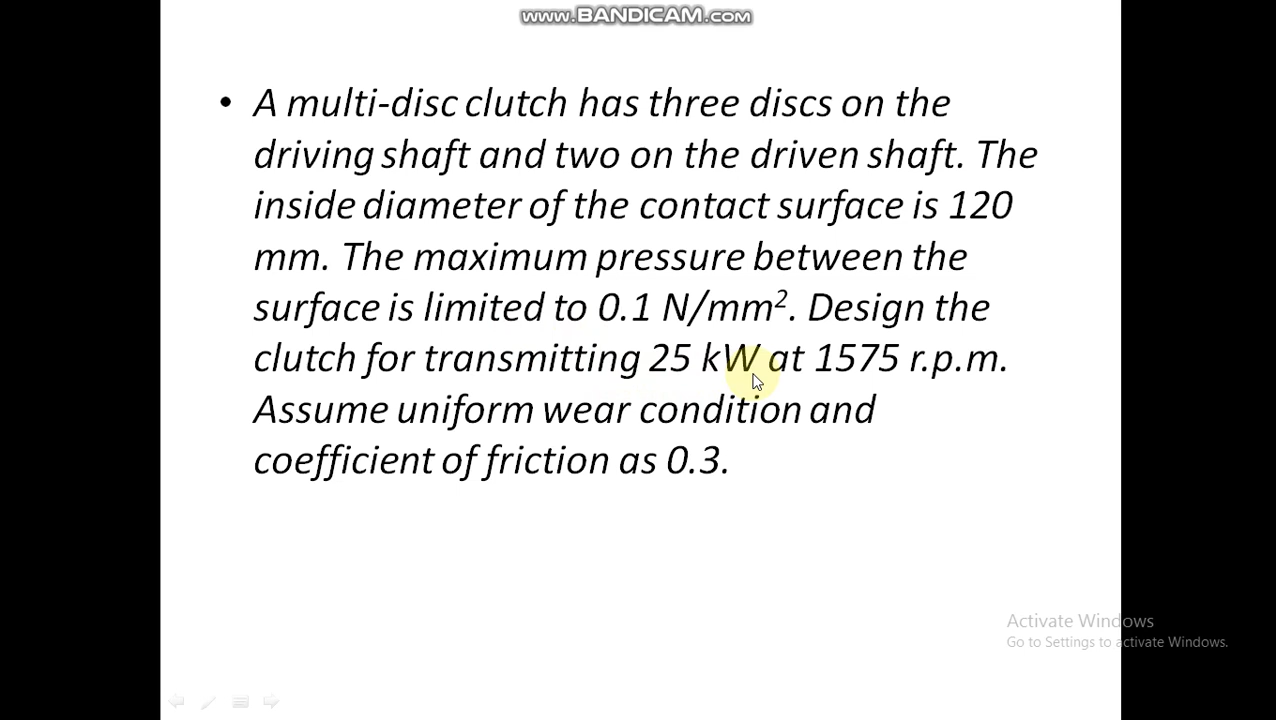 www.BANDICAM.com
• A multi-disc clutch has three discs on the
driving shaft and two on the driven shaft. The
inside diameter of the contact surface is 120
mm. The maximum pressure between the
surface is limited to 0.1 N/mm². Design the
clutch for transmitting 25 kW at 1575 r.p.m.
Assume uniform wear condition and
coefficient of friction as 0.3.
Activate Windows
Go to Settings to activate Windows.